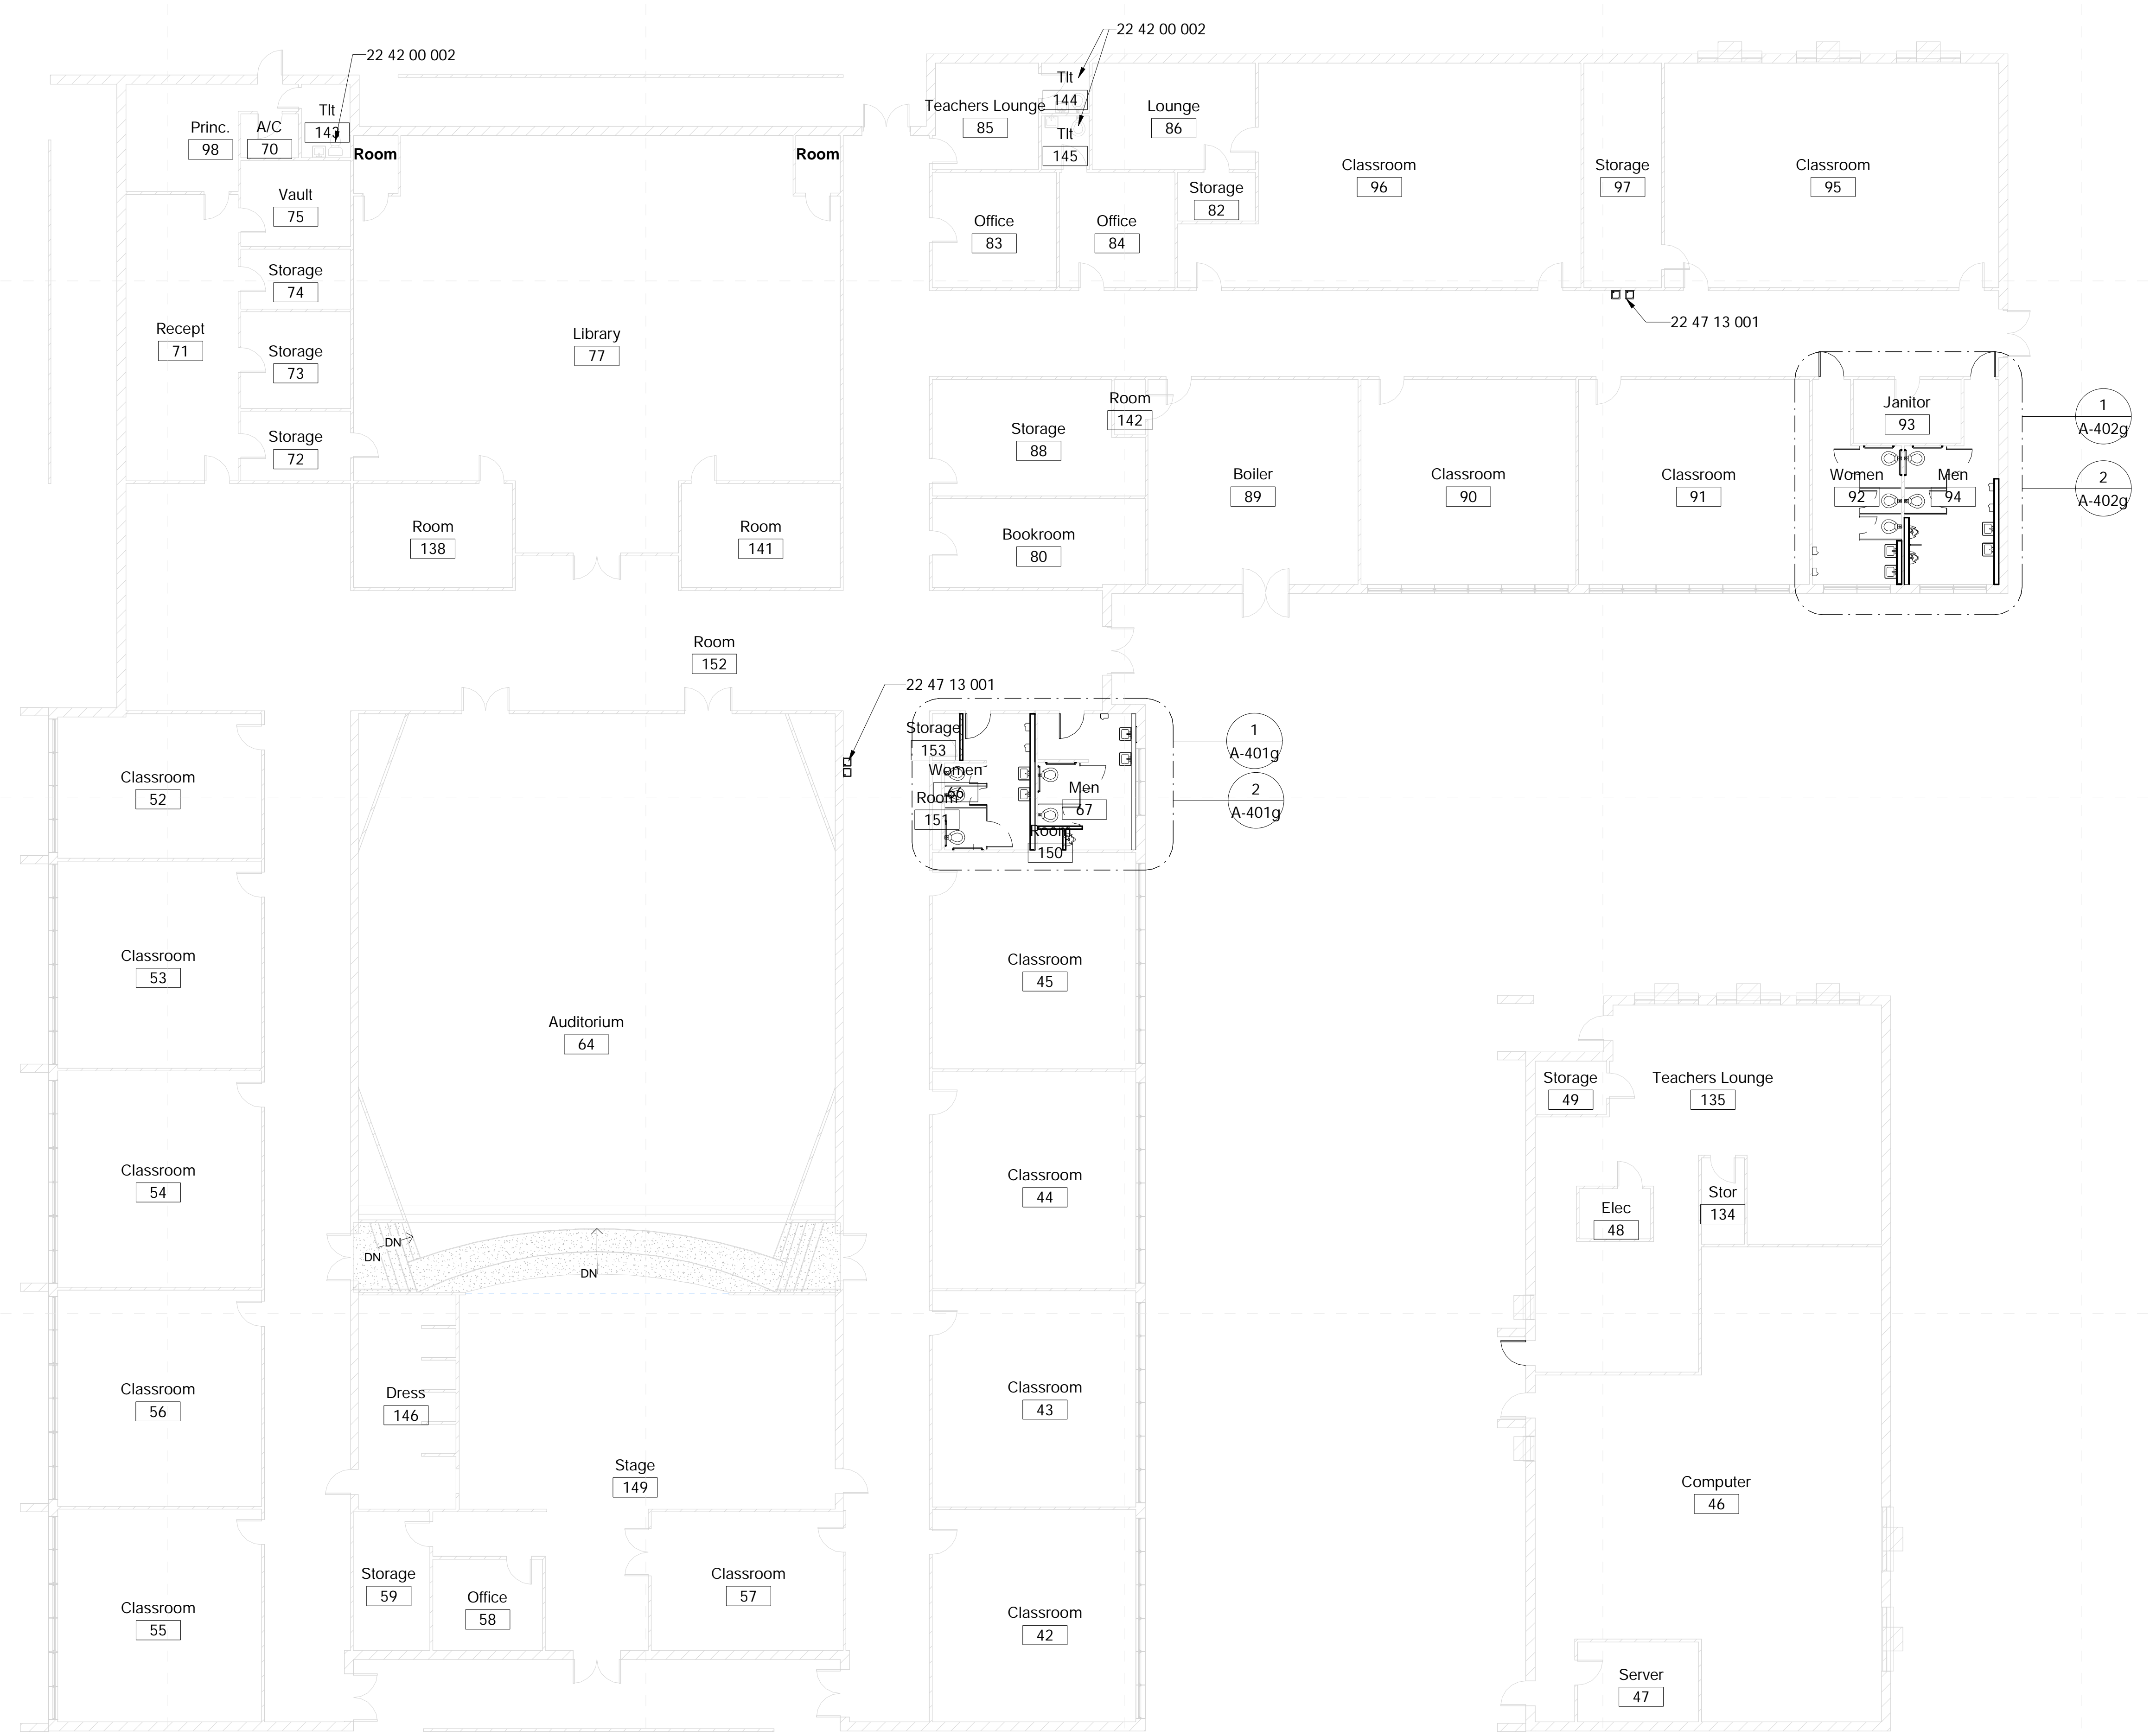 22 42 00 002
22 42 00 002
Tlt
143
Princ.
98
A/C
70
Room
Room
Teachers Lounge
85
Tlt
144
Tlt
145
Lounge
86
Classroom
96
Storage
97
Classroom
95
Vault
75
Storage
82
Office
83
Office
84
Storage
74
Recept
71
Storage
73
Library
77
22 47 13 001
Storage
72
Storage
88
Room
142
Boiler
89
Classroom
90
Classroom
91
Janitor
93
Women
92
Men
94
1
A-402g
2
A-402g
Room
138
Room
141
Bookroom
80
Room
152
22 47 13 001
Storage
153
Women
66
Room
151
Men
67
Room
150
1
A-401g
2
A-401g
Classroom
52
Classroom
53
Classroom
45
Auditorium
64
Classroom
54
Classroom
44
Storage
49
Teachers Lounge
135
Elec
48
Stor
134
DN
DN
DN
Classroom
56
Dress
146
Classroom
43
Stage
149
Computer
46
Storage
59
Office
58
Classroom
57
Classroom
55
Classroom
42
Server
47